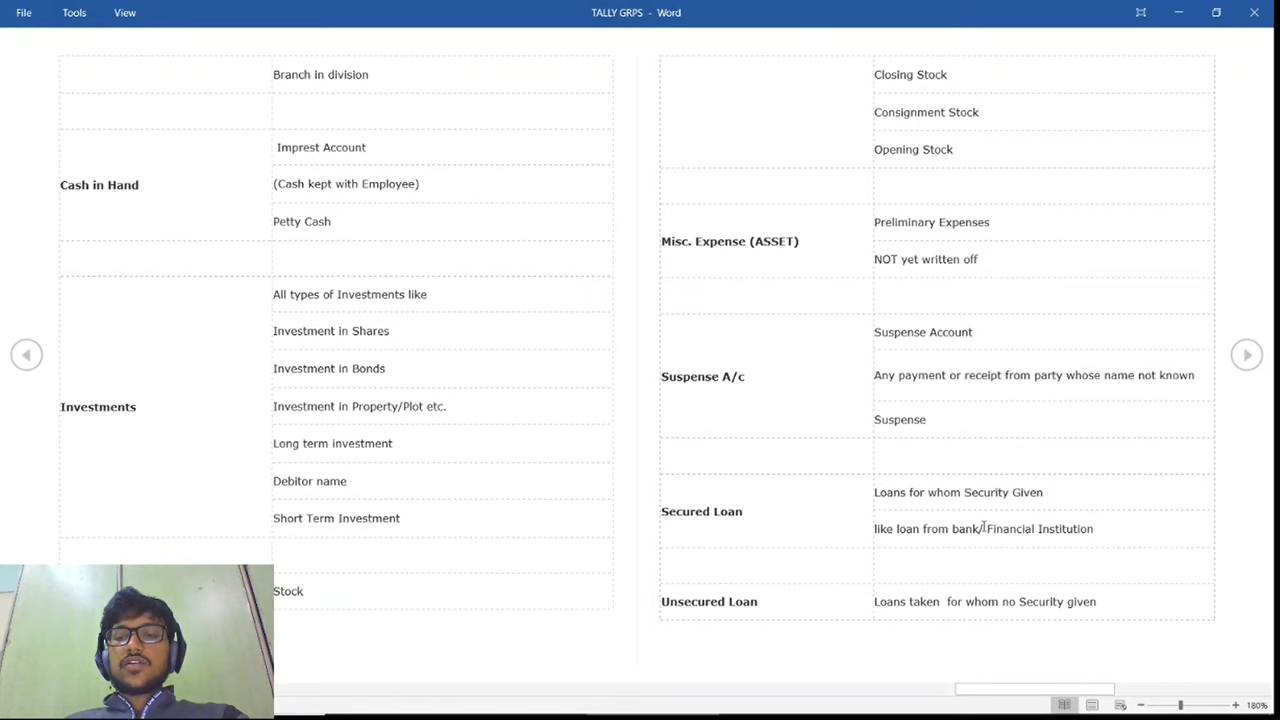 File
Tools
View
TALLY GRPS - Word
Branch in division
Cash in Hand
Imprest Account
(Cash kept with Employee)
Petty Cash
Investments
All types of Investments like
Investment in Shares
Investment in Bonds
Investment in Property/Plot etc.
Long term investment
Debitor name
Short Term Investment
Stock
Closing Stock
Consignment Stock
Opening Stock
Misc. Expense (ASSET)
Preliminary Expenses
NOT yet written off
Suspense A/c
Suspense Account
Any payment or receipt from party whose name not known
Suspense
Secured Loan
Loans for whom Security Given
like loan from bank/Financial Institution
Unsecured Loan
Loans taken  for whom no Security given
180%